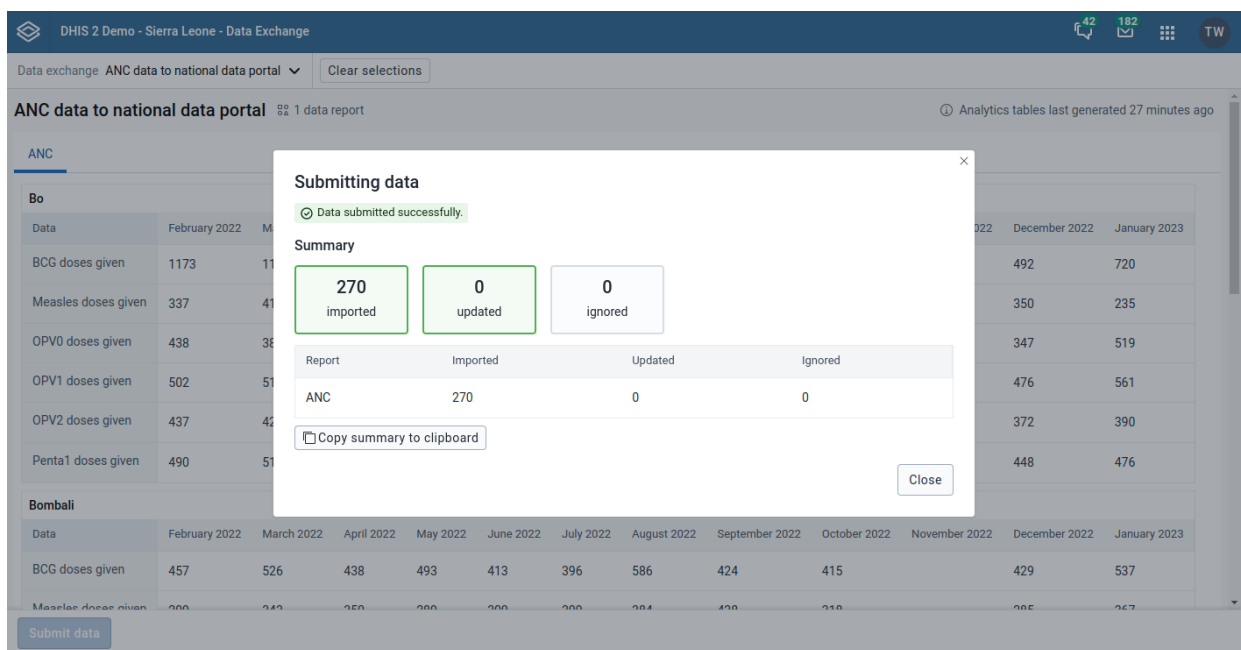 DHIS 2 Demo - Sierra Leone - Data Exchange 42 182 TW
Data exchange ANC data to national data portal Clear selections
ANC data to national data portal 1 data report Analytics tables last generated 27 minutes ago
ANC
Submitting data
Data submitted successfully.
Summary
270 0 0
imported updated ignored
Report Imported Updated Ignored
ANC 270 0 0
Copy summary to clipboard
Close
Bo
Data February 2022 December 2022 January 2023
BCG doses given 1173 492 720
Measles doses given 337 350 235
OPV0 doses given 438 347 519
OPV1 doses given 502 476 561
OPV2 doses given 437 372 390
Penta1 doses given 490 448 476
Bombali
Data February 2022 March 2022 April 2022 May 2022 June 2022 July 2022 August 2022 September 2022 October 2022 November 2022 December 2022 January 2023
BCG doses given 457 526 438 493 413 396 586 424 415 429 537
Measles doses given
Submit data